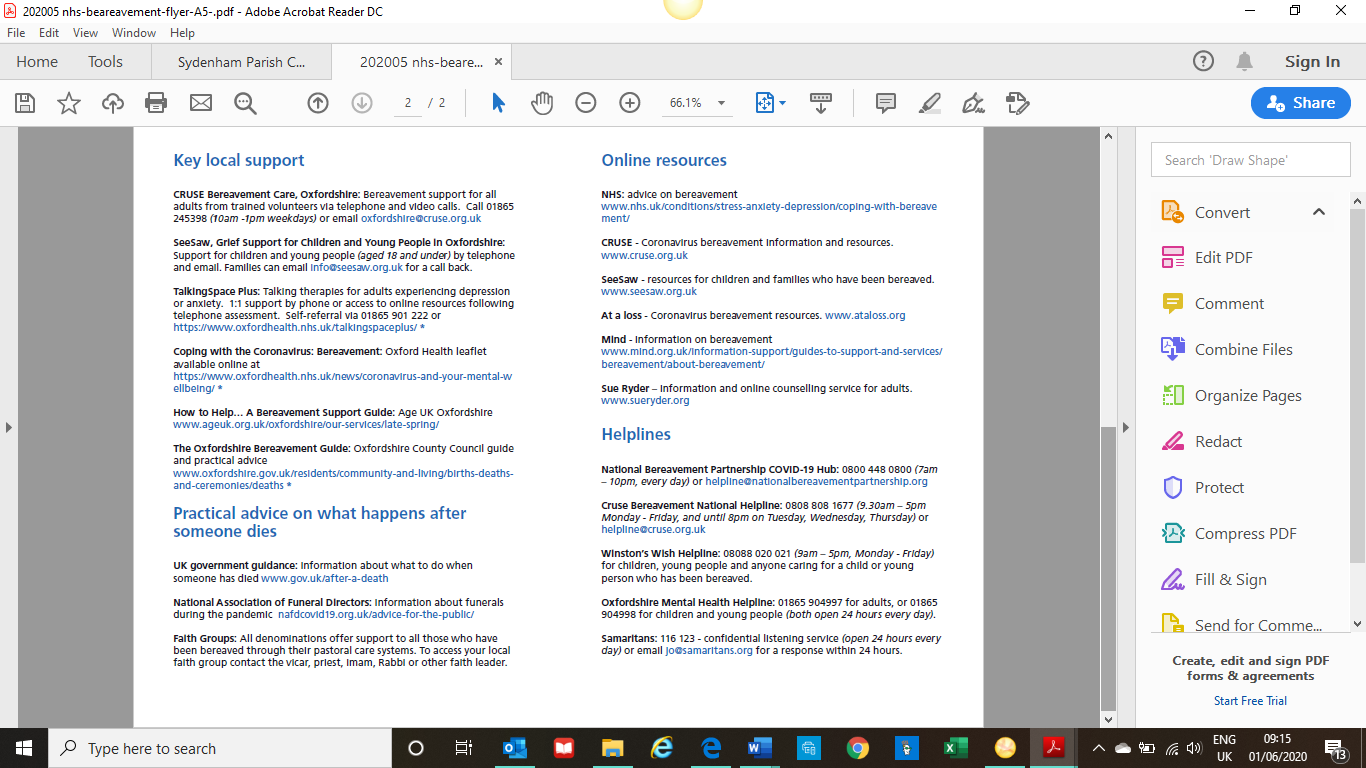 202005 nhs-beareavement-flyer-A5-.pdf - Adobe Acrobat Reader DC
File Edit View Window Help
Home Tools Sydenham Parish C... 202005 nhs-beare... × Sign In
2 / 2 66.1% Share
Key local support
CRUSE Bereavement Care, Oxfordshire: Bereavement support for all
adults from trained volunteers via telephone and video calls. Call 01865
245398 (10am -1pm weekdays) or email oxfordshire@cruse.org.uk
SeeSaw, Grief Support for Children and Young People in Oxfordshire:
Support for children and young people (aged 18 and under) by telephone
and email. Families can email info@seesaw.org.uk for a call back.
TalkingSpace Plus: Talking therapies for adults experiencing depression
or anxiety. 1:1 support by phone or access to online resources following
telephone assessment. Self-referral via 01865 901 222 or
https://www.oxfordhealth.nhs.uk/talkingspaceplus/ *
Coping with the Coronavirus: Bereavement: Oxford Health leaflet
available online at
https://www.oxfordhealth.nhs.uk/news/coronavirus-and-your-mental-w
ellbeing/ *
How to Help... A Bereavement Support Guide: Age UK Oxfordshire
www.ageuk.org.uk/oxfordshire/our-services/late-spring/
The Oxfordshire Bereavement Guide: Oxfordshire County Council guide
and practical advice
www.oxfordshire.gov.uk/residents/community-and-living/births-deaths-
and-ceremonies/deaths *
Practical advice on what happens after
someone dies
UK government guidance: Information about what to do when
someone has died www.gov.uk/after-a-death
National Association of Funeral Directors: Information about funerals
during the pandemic nafdcovid19.org.uk/advice-for-the-public/
Faith Groups: All denominations offer support to all those who have
been bereaved through their pastoral care systems. To access your local
faith group contact the vicar, priest, Imam, Rabbi or other faith leader.
Online resources
NHS: advice on bereavement
www.nhs.uk/conditions/stress-anxiety-depression/coping-with-bereave
ment/
CRUSE - Coronavirus bereavement information and resources.
www.cruse.org.uk
SeeSaw - resources for children and families who have been bereaved.
www.seesaw.org.uk
At a loss - Coronavirus bereavement resources. www.ataloss.org
Mind - Information on bereavement
www.mind.org.uk/information-support/guides-to-support-and-services/
bereavement/about-bereavement/
Sue Ryder – Information and online counselling service for adults.
www.sueryder.org
Helplines
National Bereavement Partnership COVID-19 Hub: 0800 448 0800 (7am
– 10pm, every day) or helpline@nationalbereavementpartnership.org
Cruse Bereavement National Helpline: 0808 808 1677 (9.30am – 5pm
Monday - Friday, and until 8pm on Tuesday, Wednesday, Thursday) or
helpline@cruse.org.uk
Winston's Wish Helpline: 08088 020 021 (9am – 5pm, Monday - Friday)
for children, young people and anyone caring for a child or young
person who has been bereaved.
Oxfordshire Mental Health Helpline: 01865 904997 for adults, or 01865
904998 for children and young people (both open 24 hours every day).
Samaritans: 116 123 - confidential listening service (open 24 hours every
day) or email jo@samaritans.org for a response within 24 hours.
Search 'Draw Shape'
Convert
Edit PDF
Comment
Combine Files
Organize Pages
Redact
Protect
Compress PDF
Fill & Sign
Send for Comme...
Create, edit and sign PDF
forms & agreements
Start Free Trial
Type here to search
ENG
UK
09:15
01/06/2020
13